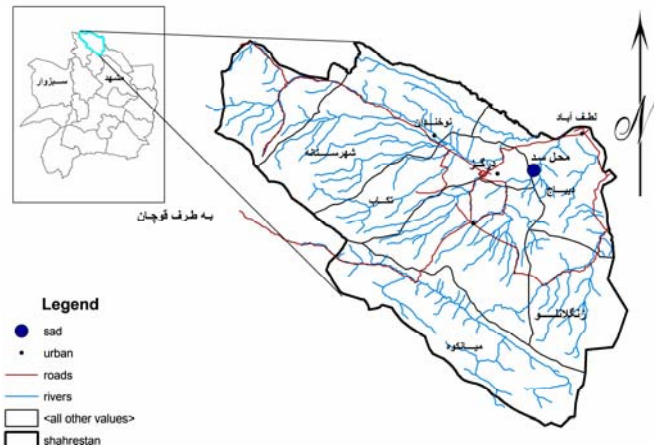 سبزوار
مشهد
لطف آباد
نوخندان
محل سد
شهرستانه
درگز
دیباج
تکاب
به طرف قوچان
میانکوه
Legend
sad
urban
roads
rivers
<all other values>
shahrestan